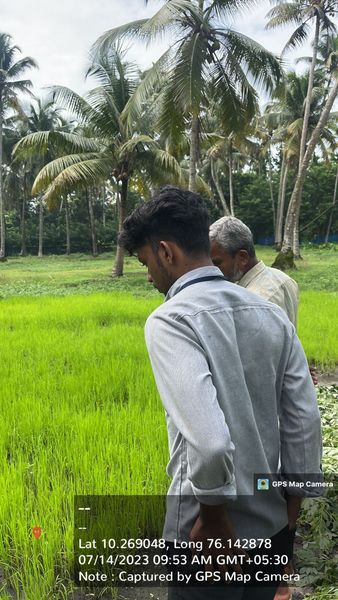 GPS Map Camera
--
--
Lat 10.269048, Long 76.142878
07/14/2023 09:53 AM GMT+05:30
Note : Captured by GPS Map Camera